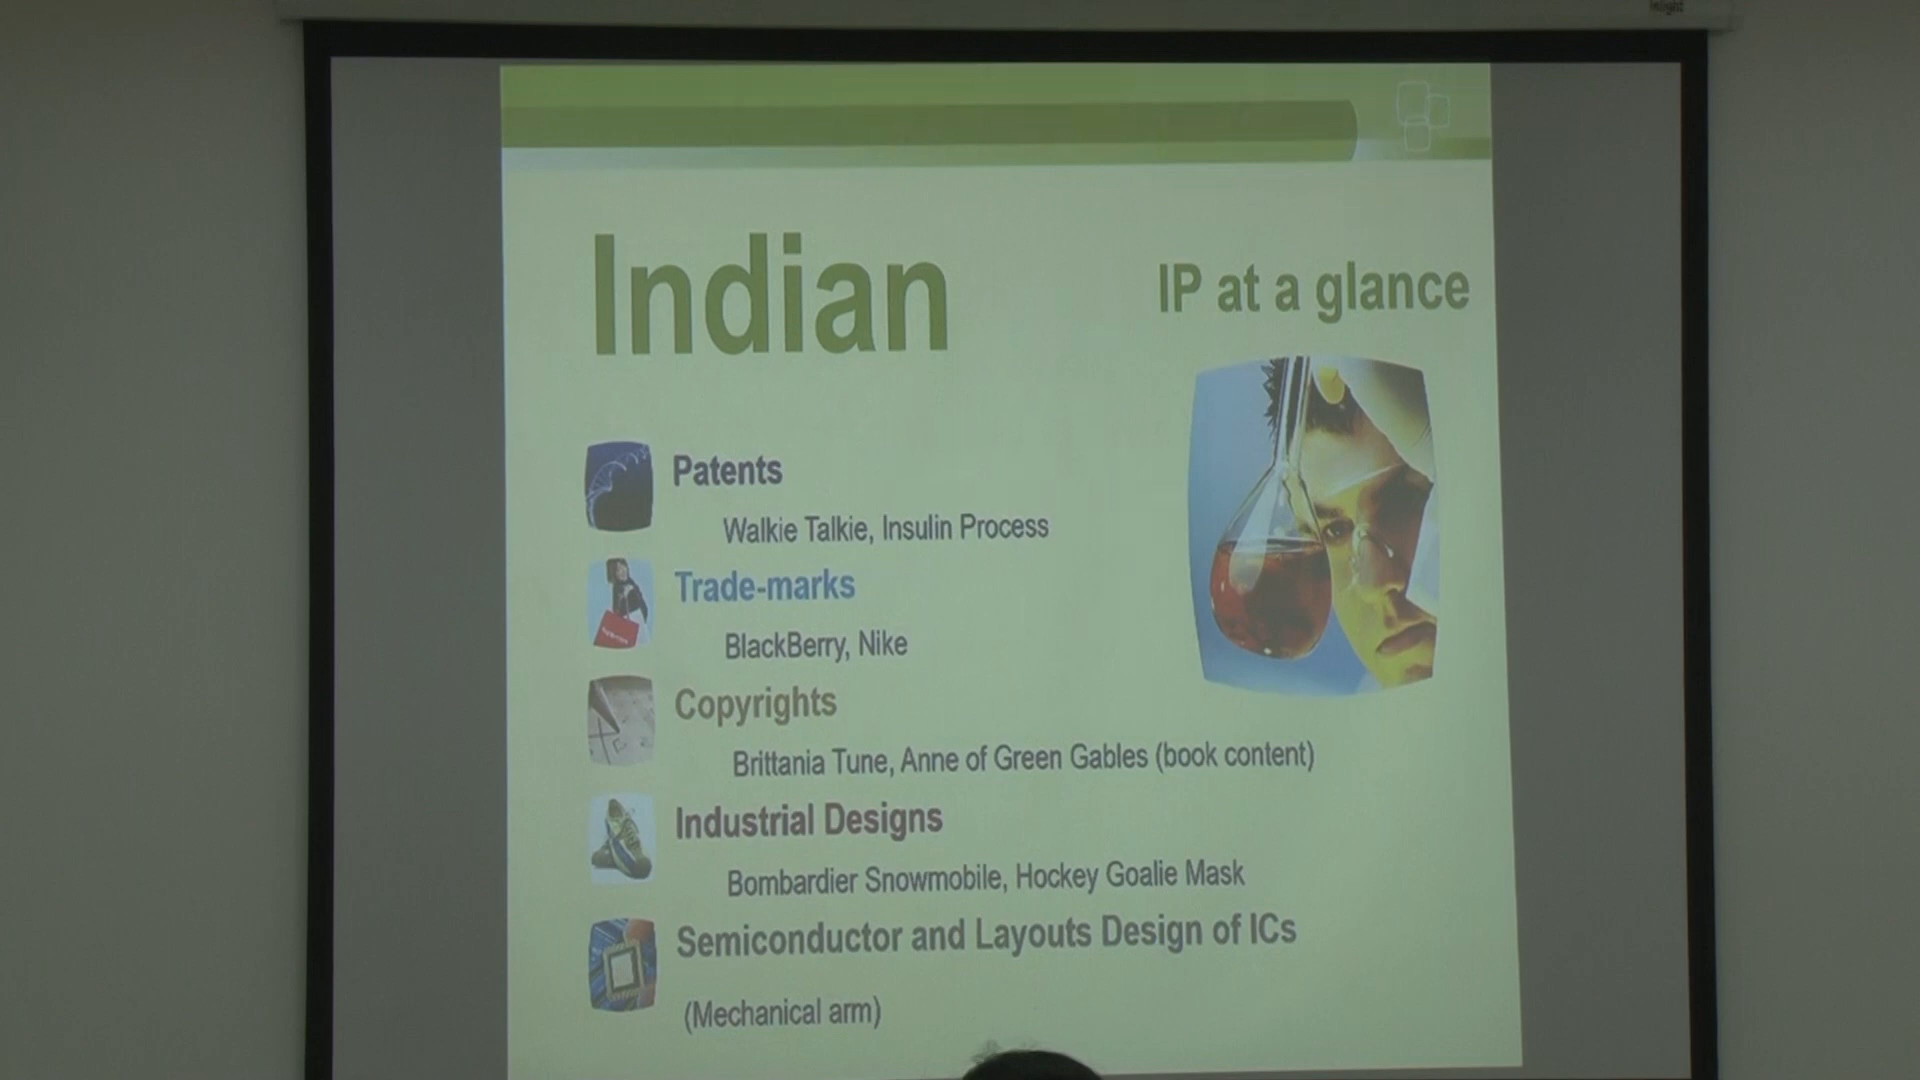 Indian IP at a glance
Patents
Walkie Talkie, Insulin Process
Trade-marks
BlackBerry, Nike
Copyrights
Brittania Tune, Anne of Green Gables (book content)
Industrial Designs
Bombardier Snowmobile, Hockey Goalie Mask
Semiconductor and Layouts Design of ICs
(Mechanical arm)